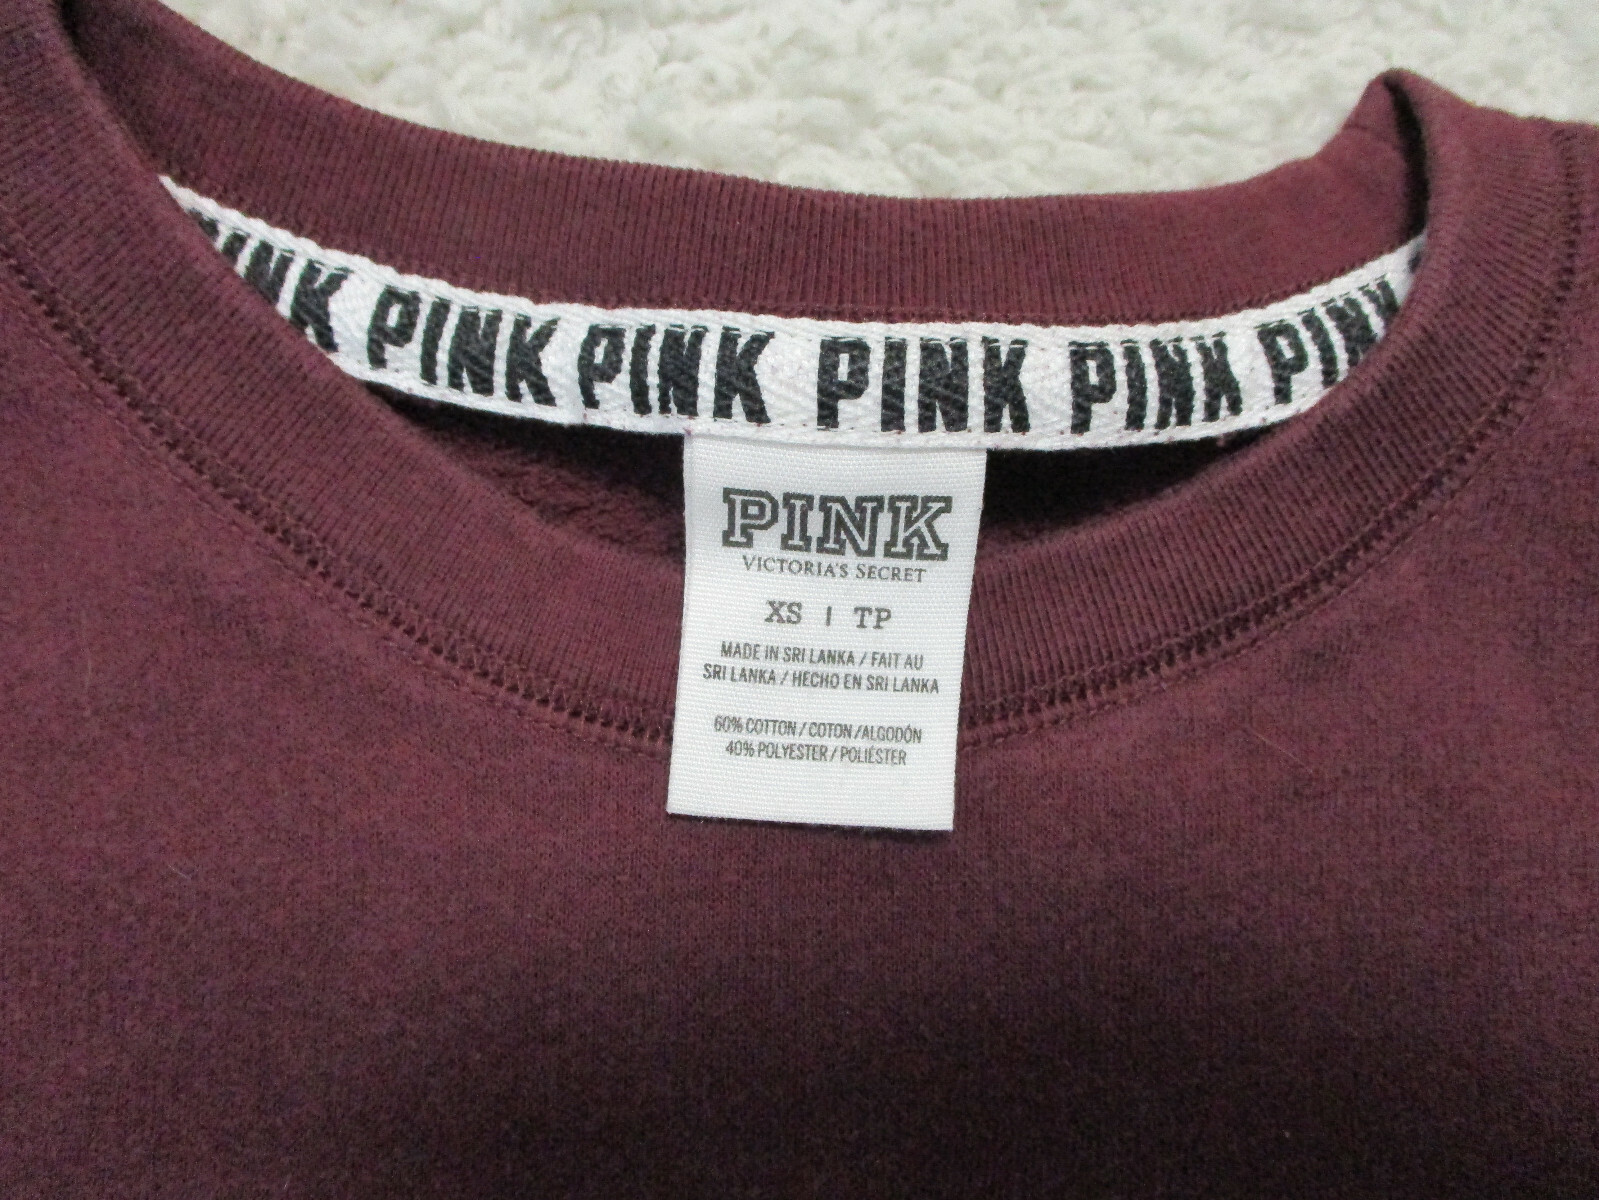 PINK PINK PINK PINK PINK PINK
PINK
VICTORIA'S SECRET
XS | TP
MADE IN SRI LANKA / FAIT AU
SRI LANKA / HECHO EN SRI LANKA
60% COTTON / COTON / ALGODÓN
40% POLYESTER / POLIÉSTER